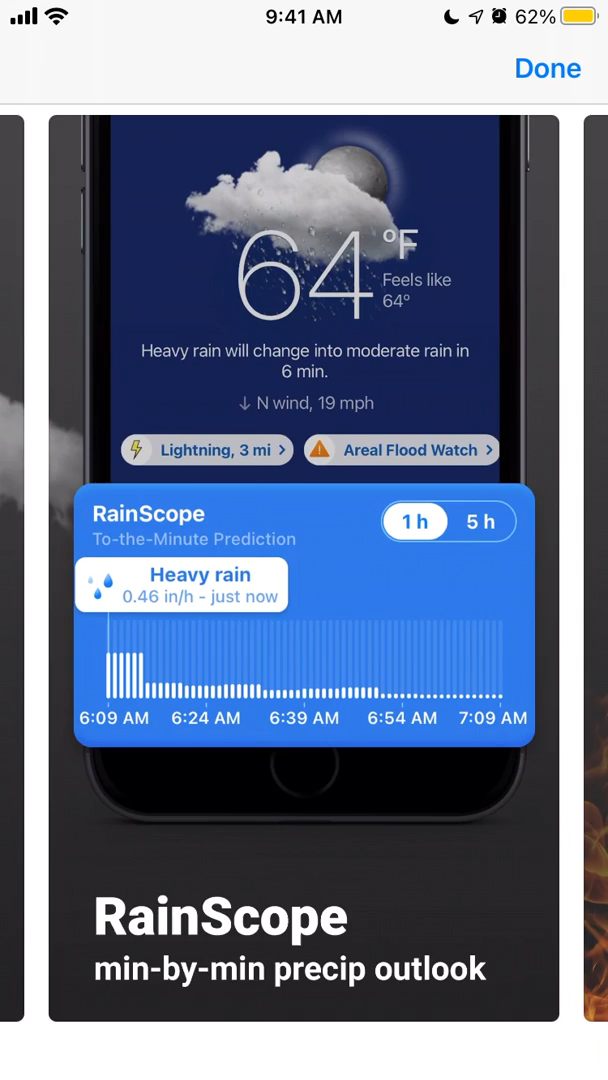 9:41 AM
62%
Done
64 °F
Feels like
64°
Heavy rain will change into moderate rain in
6 min.
↓ N wind, 19 mph
Lightning, 3 mi >
Areal Flood Watch >
RainScope
1 h
5 h
To-the-Minute Prediction
Heavy rain
0.46 in/h - just now
6:09 AM 6:24 AM 6:39 AM 6:54 AM 7:09 AM
RainScope
min-by-min precip outlook